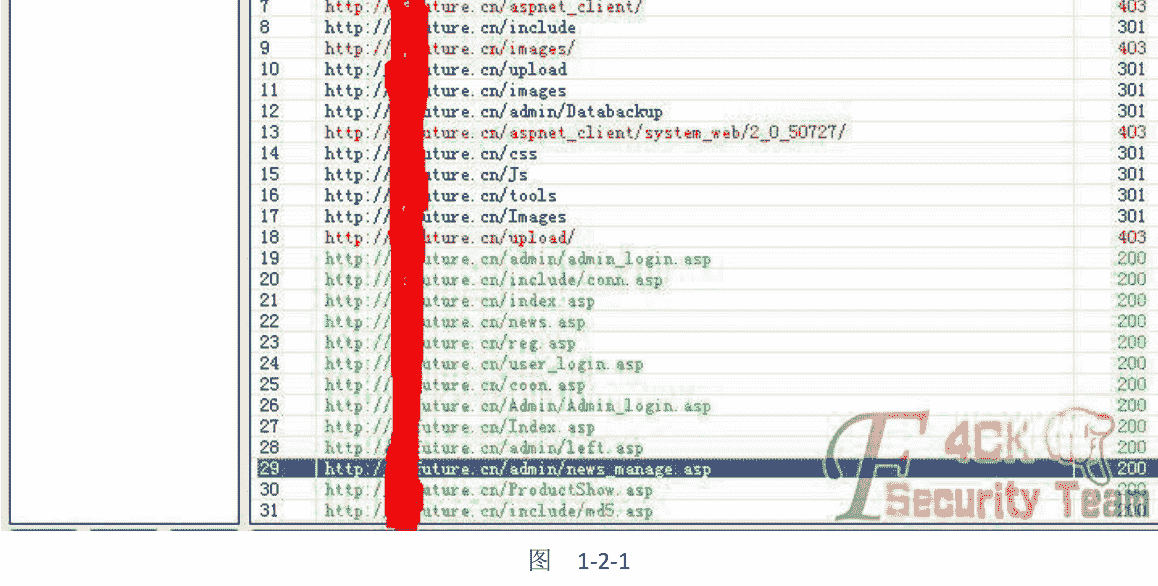 7 http:// uture.cn/aspnet_client/ 403
8 http:// uture.cn/include 301
9 http:// uture.cn/images/ 403
10 http:// uture.cn/upload 301
11 http:// uture.cn/images 301
12 http:// uture.cn/admin/Databackup 301
13 http:// uture.cn/aspnet_client/system_web/2_0_50727/ 403
14 http:// uture.cn/css 301
15 http:// uture.cn/Js 301
16 http:// uture.cn/tools 301
17 http:// uture.cn/Images 301
18 http:// uture.cn/upload/ 403
19 http:// uture.cn/admin/admin_login.asp 200
20 http:// uture.cn/include/conn.asp 200
21 http:// uture.cn/index.asp 200
22 http:// uture.cn/news.asp 200
23 http:// uture.cn/reg.asp 200
24 http:// uture.cn/user_login.asp 200
25 http:// uture.cn/coon.asp 200
26 http:// uture.cn/Admin/Admin_login.asp 200
27 http:// uture.cn/Index.asp 200
28 http:// uture.cn/admin/left.asp 200
29 http:// uture.cn/admin/news_manage.asp 200
30 http:// uture.cn/ProductShow.asp 200
31 http:// uture.cn/include/md5.asp 200
F4CK
Security Team
图 1-2-1